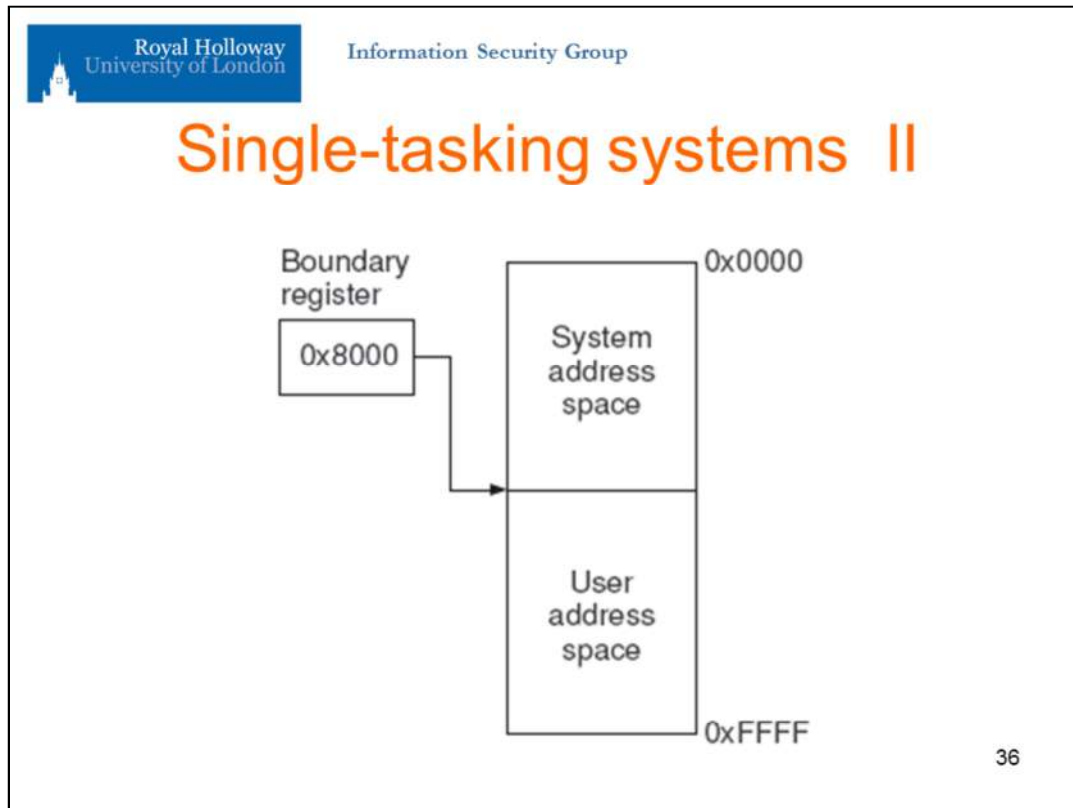 Royal Holloway
University of London
Information Security Group
Single-tasking systems II
Boundary
register
0x8000
0x0000
System
address
space
User
address
space
0xFFFF
36